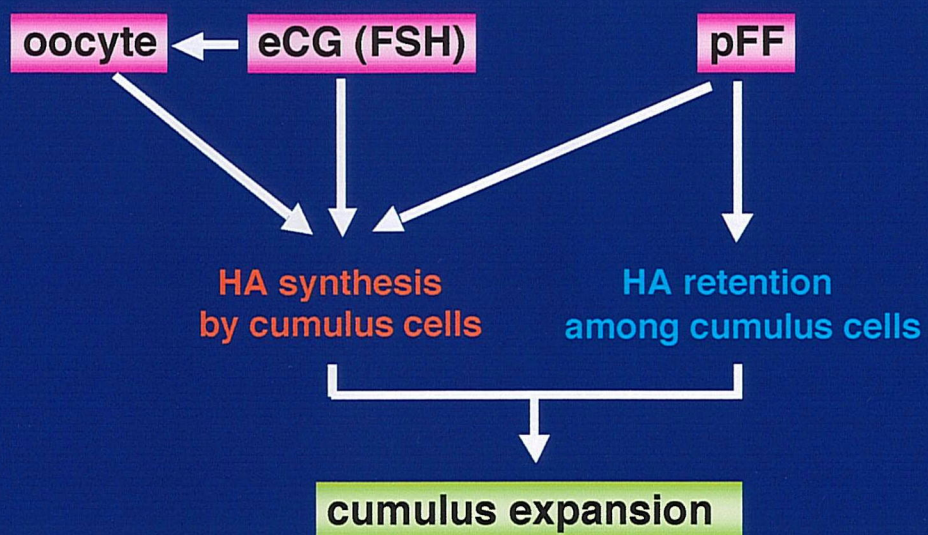 oocyte
eCG (FSH)
pFF
HA synthesis
by cumulus cells
HA retention
among cumulus cells
cumulus expansion